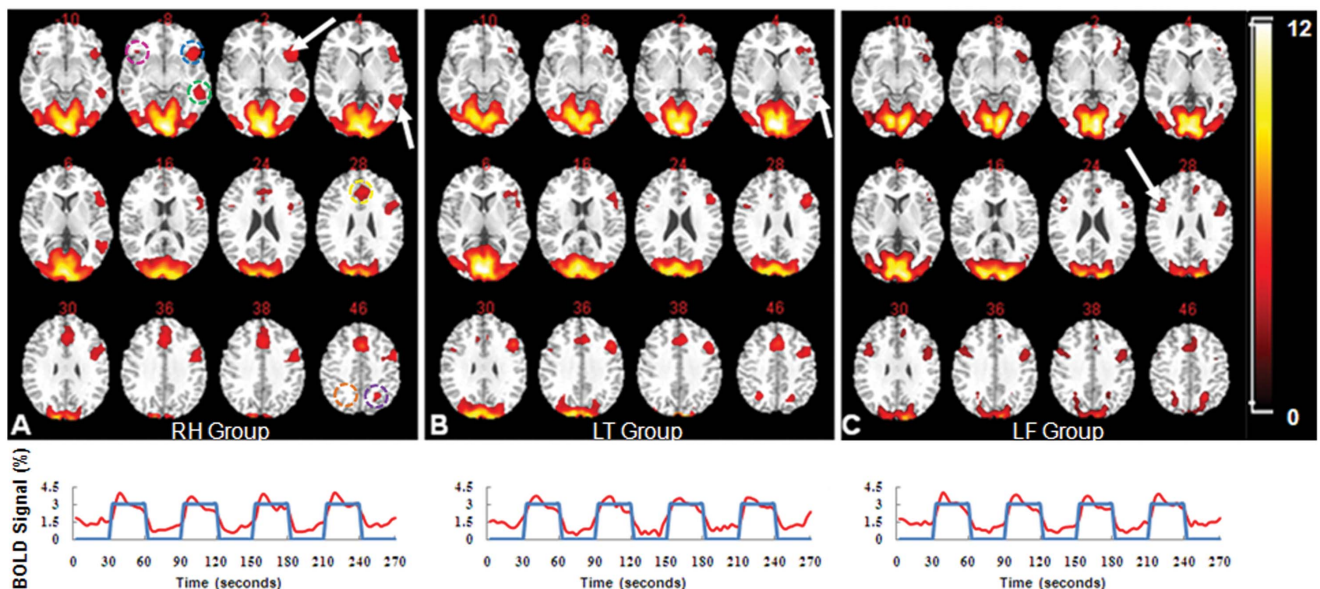 -10 -8 -2 4 -10 -8 -2 4 -10 -8 -2 4 12
6 16 24 28 6 16 24 28 6 16 24 28
30 36 38 46 30 36 38 46 30 36 38 46
A RH Group B LT Group C LF Group 0
BOLD Signal (%)
4.5 4.5 4.5
3 3 3
1.5 1.5 1.5
0 0 0
0 30 60 90 120 150 180 210 240 270 0 30 60 90 120 150 180 210 240 270 0 30 60 90 120 150 180 210 240 270
Time (seconds) Time (seconds) Time (seconds)